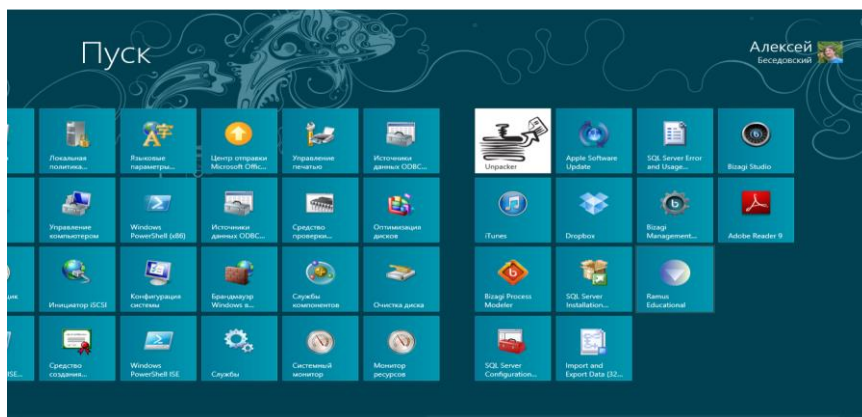 Пуск
Алексей
Беседовский
Локальная
политика...
Языковые
параметры...
Центр отправки
Microsoft Offic...
Управление
печатью
Источники
данных ODBC...
Unpacker
Apple Software
Update
SQL Server Error
and Usage...
Bizagi Studio
Управление
компьютером
Windows
PowerShell (x86)
Источники
данных ODBC...
Средство
проверки...
Оптимизация
дисков
iTunes
Dropbox
Bizagi
Management...
Adobe Reader 9
Инициатор iSCSI
Конфигурация
системы
Брандмауэр
Windows в...
Службы
компонентов
Очистка диска
Bizagi Process
Modeler
SQL Server
Installation...
Ramus
Educational
ISE...
Средство
создания...
Windows
PowerShell ISE
Службы
Системный
монитор
Монитор
ресурсов
SQL Server
Configuration...
Import and
Export Data (32...